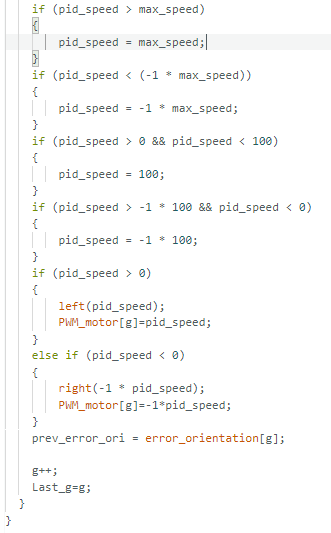 if (pid_speed > max_speed)
{
pid_speed = max_speed;
}
if (pid_speed < (-1 * max_speed))
{
pid_speed = -1 * max_speed;
}
if (pid_speed > 0 && pid_speed < 100)
{
pid_speed = 100;
}
if (pid_speed > -1 * 100 && pid_speed < 0)
{
pid_speed = -1 * 100;
}
if (pid_speed > 0)
{
left(pid_speed);
PWM_motor[g]=pid_speed;
}
else if (pid_speed < 0)
{
right(-1 * pid_speed);
PWM_motor[g]=-1*pid_speed;
}
prev_error_ori = error_orientation[g];
g++;
Last_g=g;
}
}